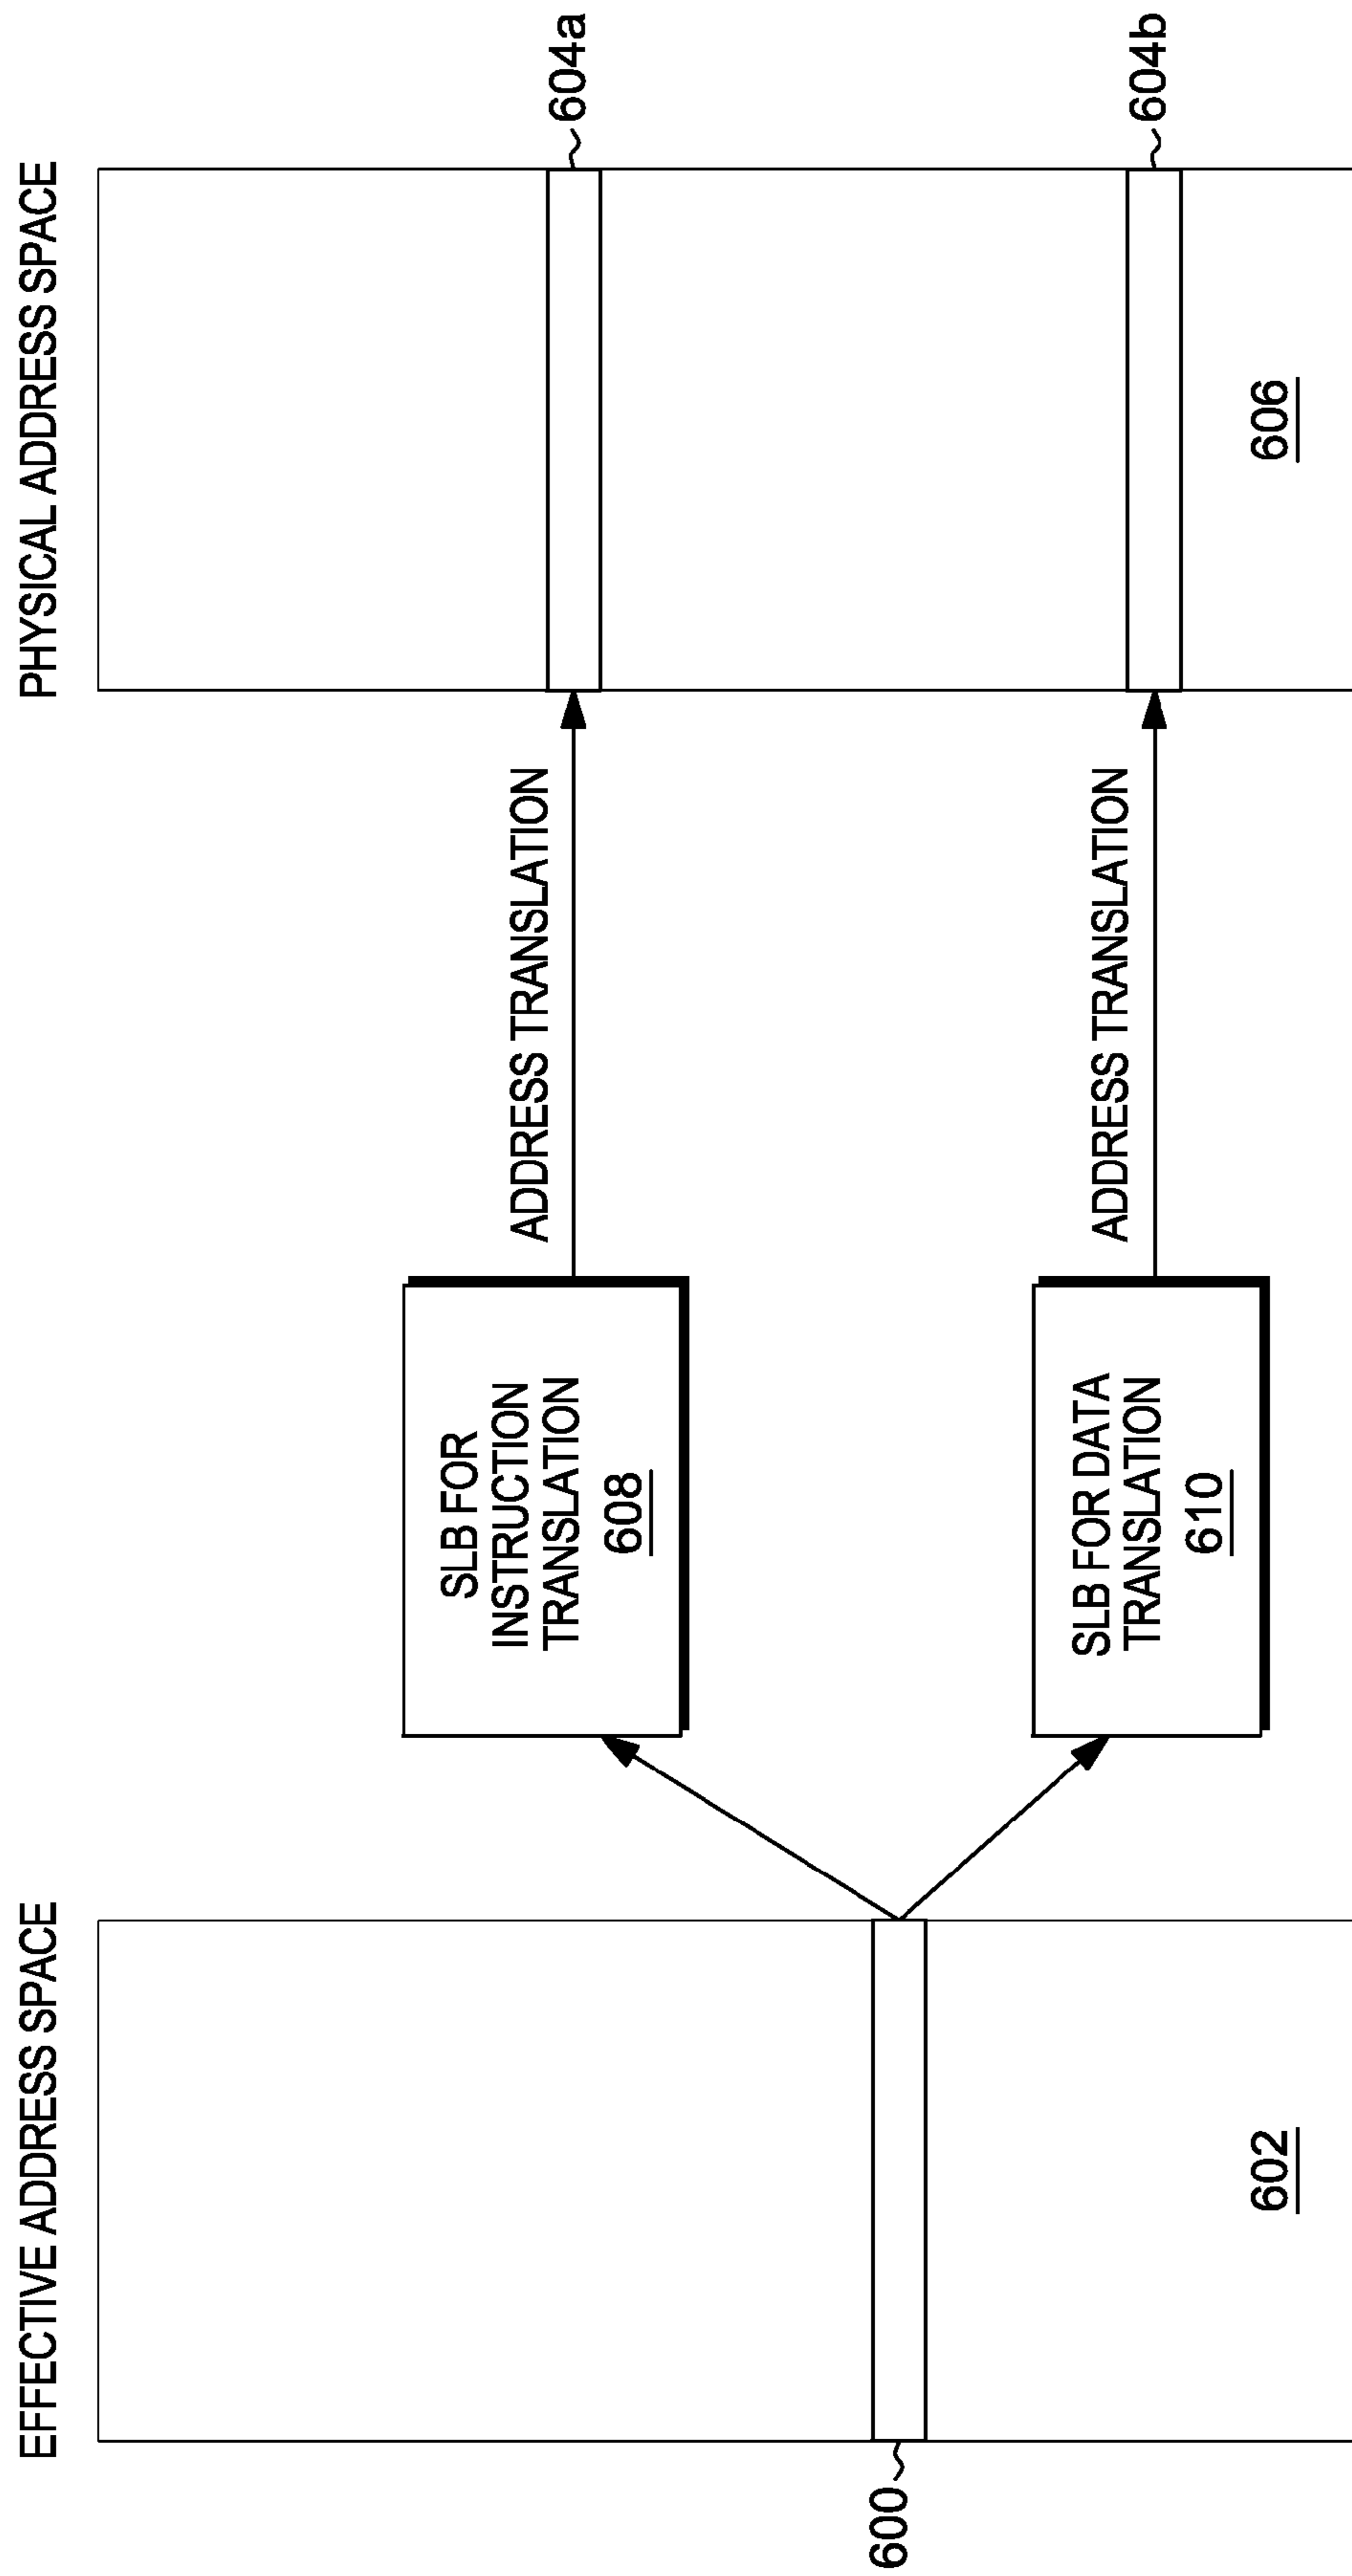 EFFECTIVE ADDRESS SPACE
600
602
SLB FOR
INSTRUCTION
TRANSLATION
608
SLB FOR DATA
TRANSLATION
610
ADDRESS TRANSLATION
ADDRESS TRANSLATION
PHYSICAL ADDRESS SPACE
604a
604b
606